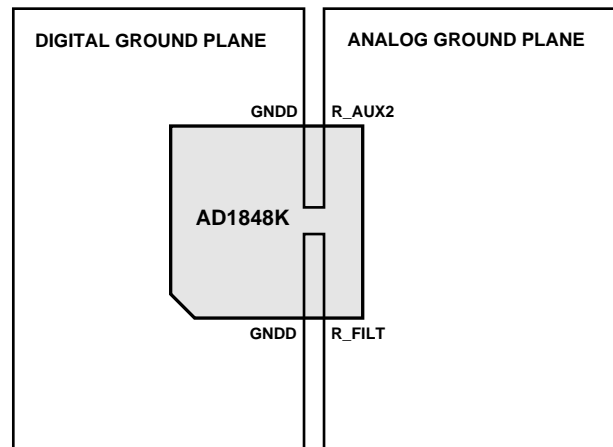 DIGITAL GROUND PLANE
ANALOG GROUND PLANE
GNDD
R_AUX2
AD1848K
GNDD
R_FILT